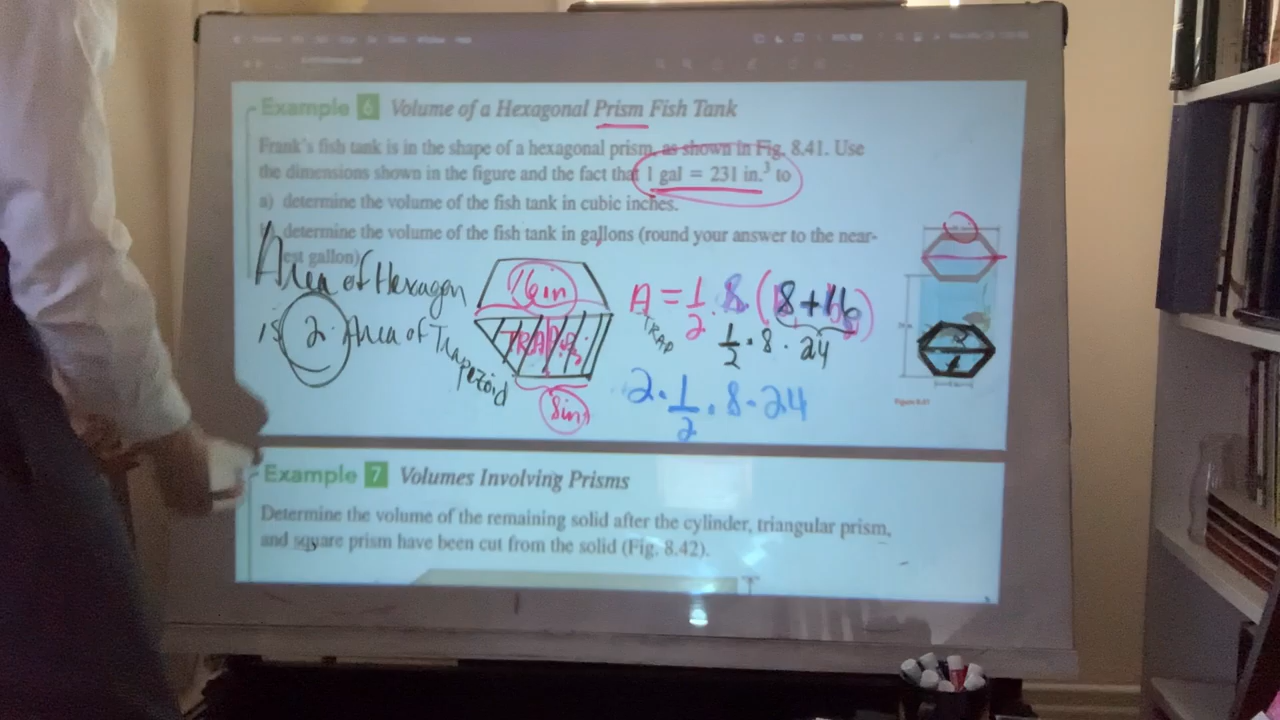 Example 6 Volume of a Hexagonal Prism Fish Tank
Frank's fish tank is in the shape of a hexagonal prism, as shown in Fig. 8.41. Use
the dimensions shown in the figure and the fact that 1 gal = 231 in.³ to
a) determine the volume of the fish tank in cubic inches.
determine the volume of the fish tank in gallons (round your answer to the near-
est gallon)
Area of Hexagon
is 2 · Area of Trapezoid
16in
TRAP
8in
A = 1/2 · 8 · (8+16)
TRAP
1/2 · 8 · 24
2 · 1/2 · 8 · 24
Figure 8.41
Example 7 Volumes Involving Prisms
Determine the volume of the remaining solid after the cylinder, triangular prism,
and square prism have been cut from the solid (Fig. 8.42).